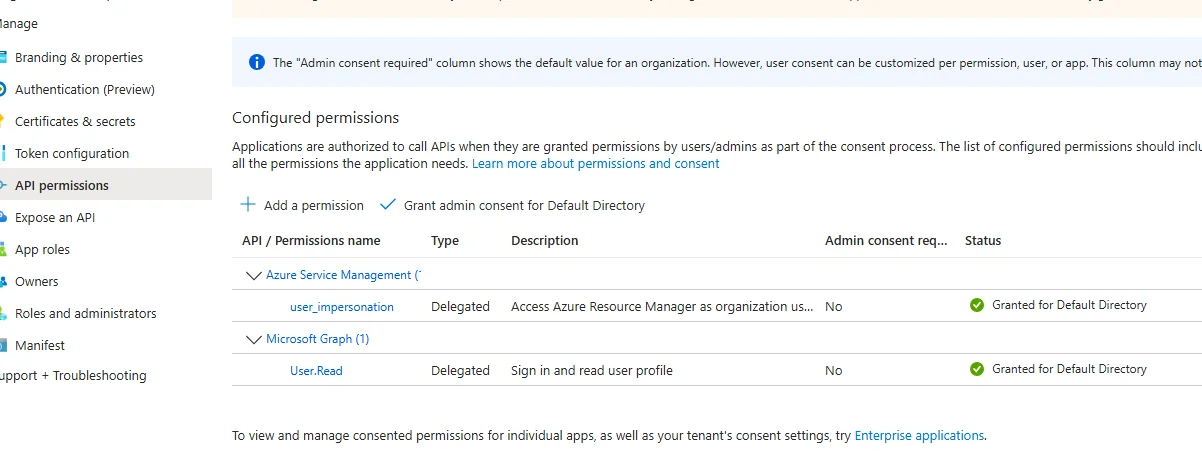 Manage
The "Admin consent required" column shows the default value for an organization. However, user consent can be customized per permission, user, or app. This column may not
Branding & properties
Authentication (Preview)
Certificates & secrets
Token configuration
API permissions
Expose an API
App roles
Owners
Roles and administrators
Manifest
Support + Troubleshooting
Configured permissions
Applications are authorized to call APIs when they are granted permissions by users/admins as part of the consent process. The list of configured permissions should inclu
all the permissions the application needs. Learn more about permissions and consent
Add a permission Grant admin consent for Default Directory
API / Permissions name Type Description Admin consent req... Status
Azure Service Management (
user_impersonation Delegated Access Azure Resource Manager as organization us... No Granted for Default Directory
Microsoft Graph (1)
User.Read Delegated Sign in and read user profile No Granted for Default Directory
To view and manage consented permissions for individual apps, as well as your tenant's consent settings, try Enterprise applications.